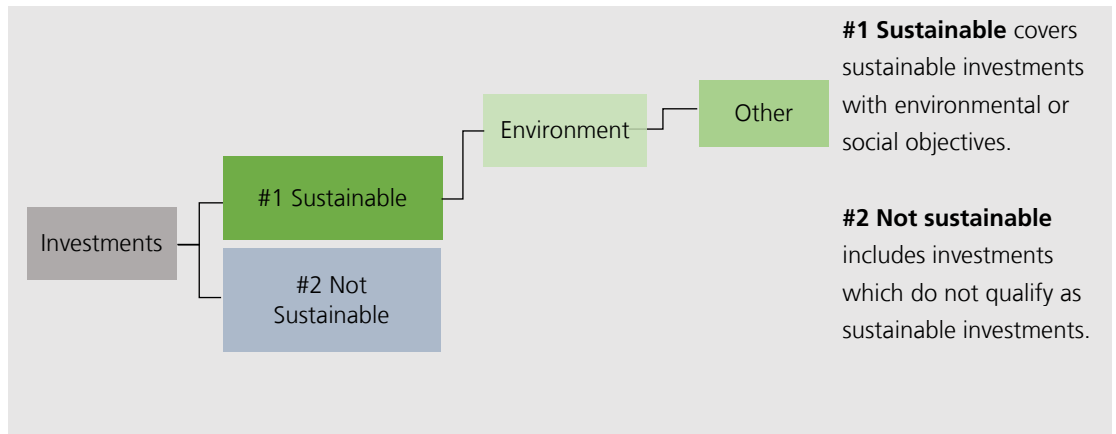 Investments
#1 Sustainable
#2 Not
Sustainable
Environment
Other
#1 Sustainable covers
sustainable investments
with environmental or
social objectives.
#2 Not sustainable
includes investments
which do not qualify as
sustainable investments.